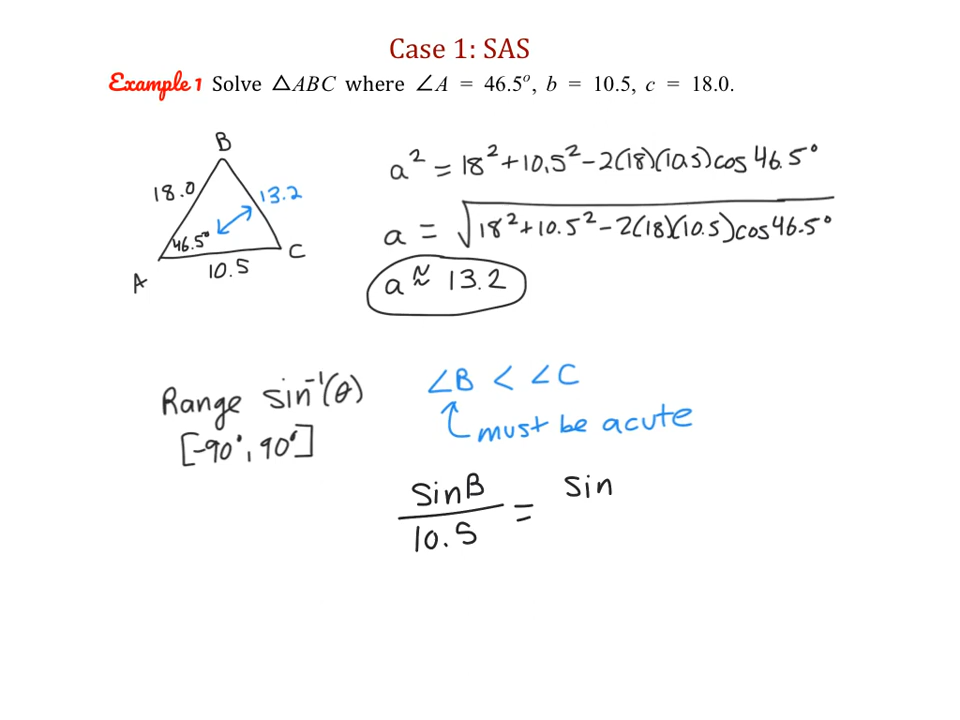 Case 1: SAS
Example 1 Solve △ABC where ∠A = 46.5°, b = 10.5, c = 18.0.
B
18.0
13.2
46.5°
C
10.5
A
a² = 18² + 10.5² - 2(18)(10.5) cos 46.5°
a = √18² + 10.5² - 2(18)(10.5) cos 46.5°
a ≈ 13.2
Range sin⁻¹(θ)
[-90°, 90°]
∠B < ∠C
must be acute
sin B / 10.5 = sin